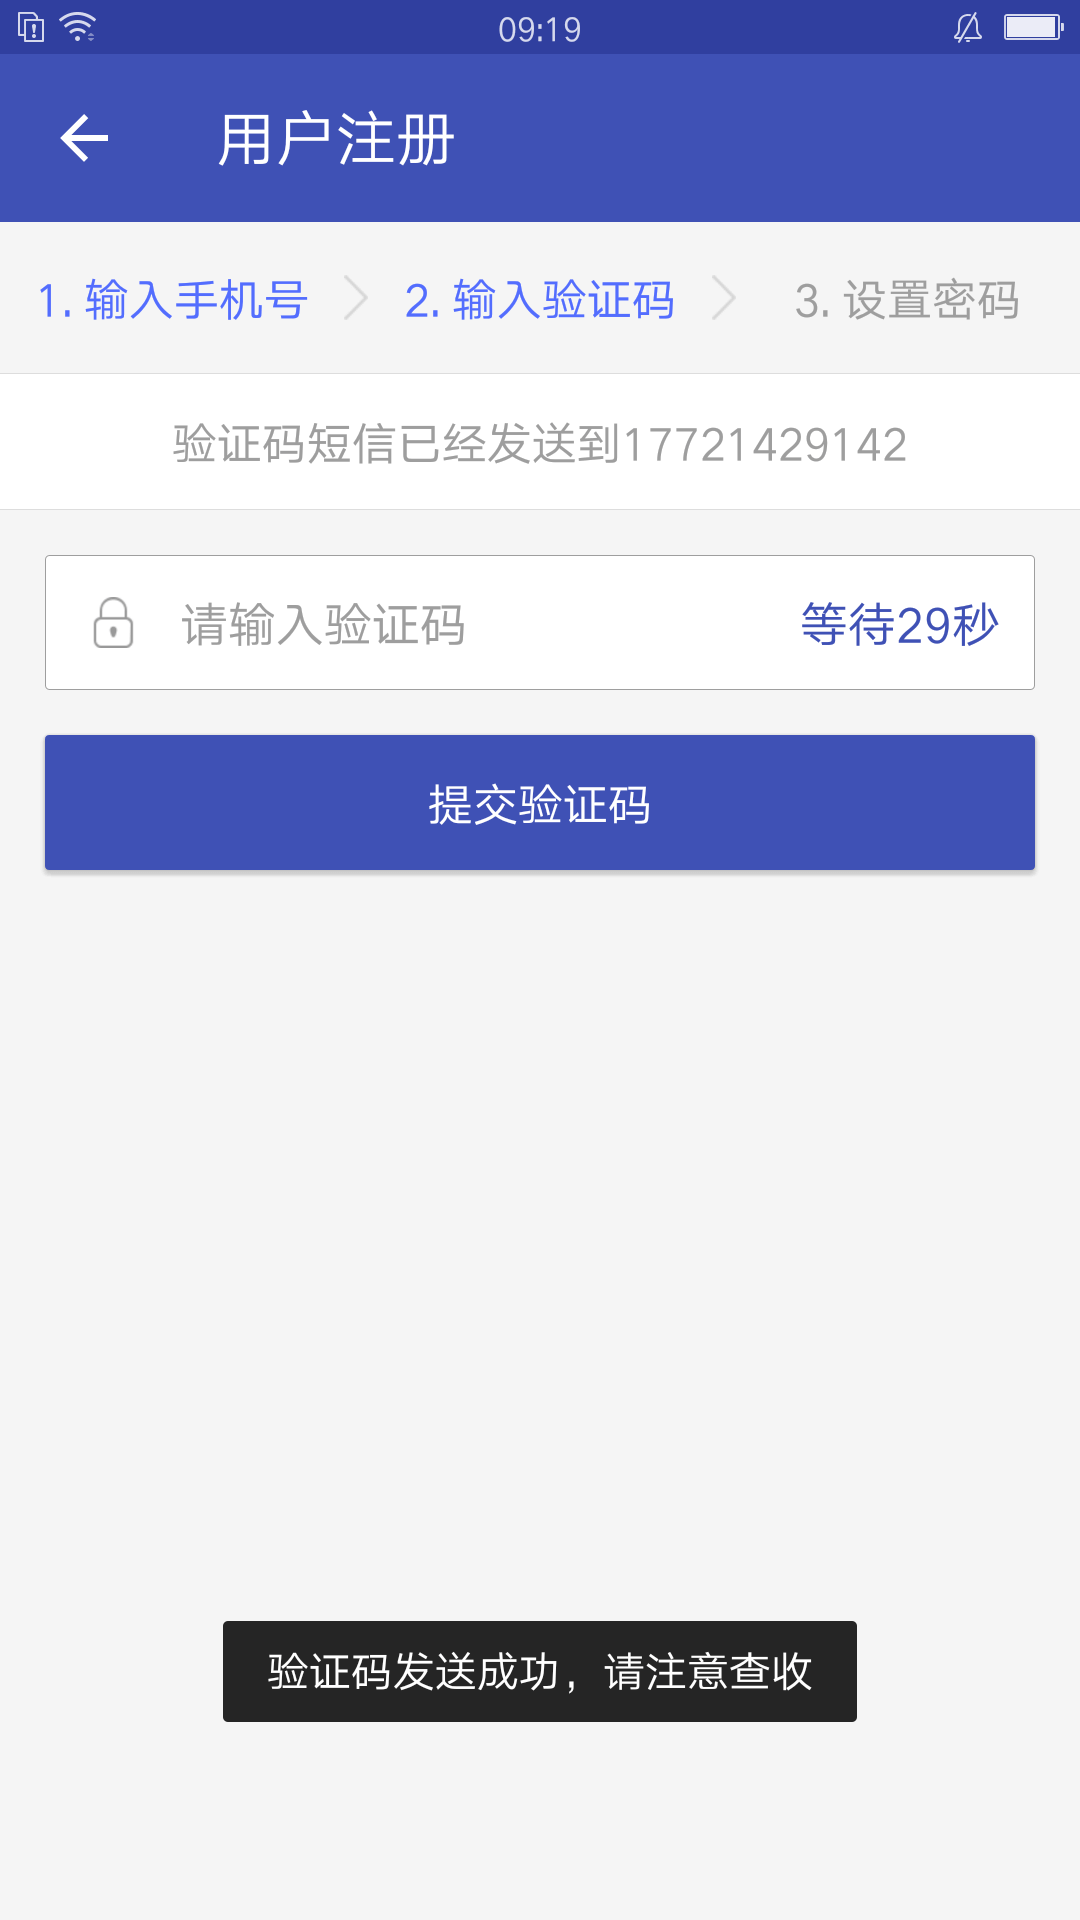 09:19
用户注册
1. 输入手机号
2. 输入验证码
3. 设置密码
验证码短信已经发送到17721429142
请输入验证码
等待29秒
提交验证码
验证码发送成功，请注意查收